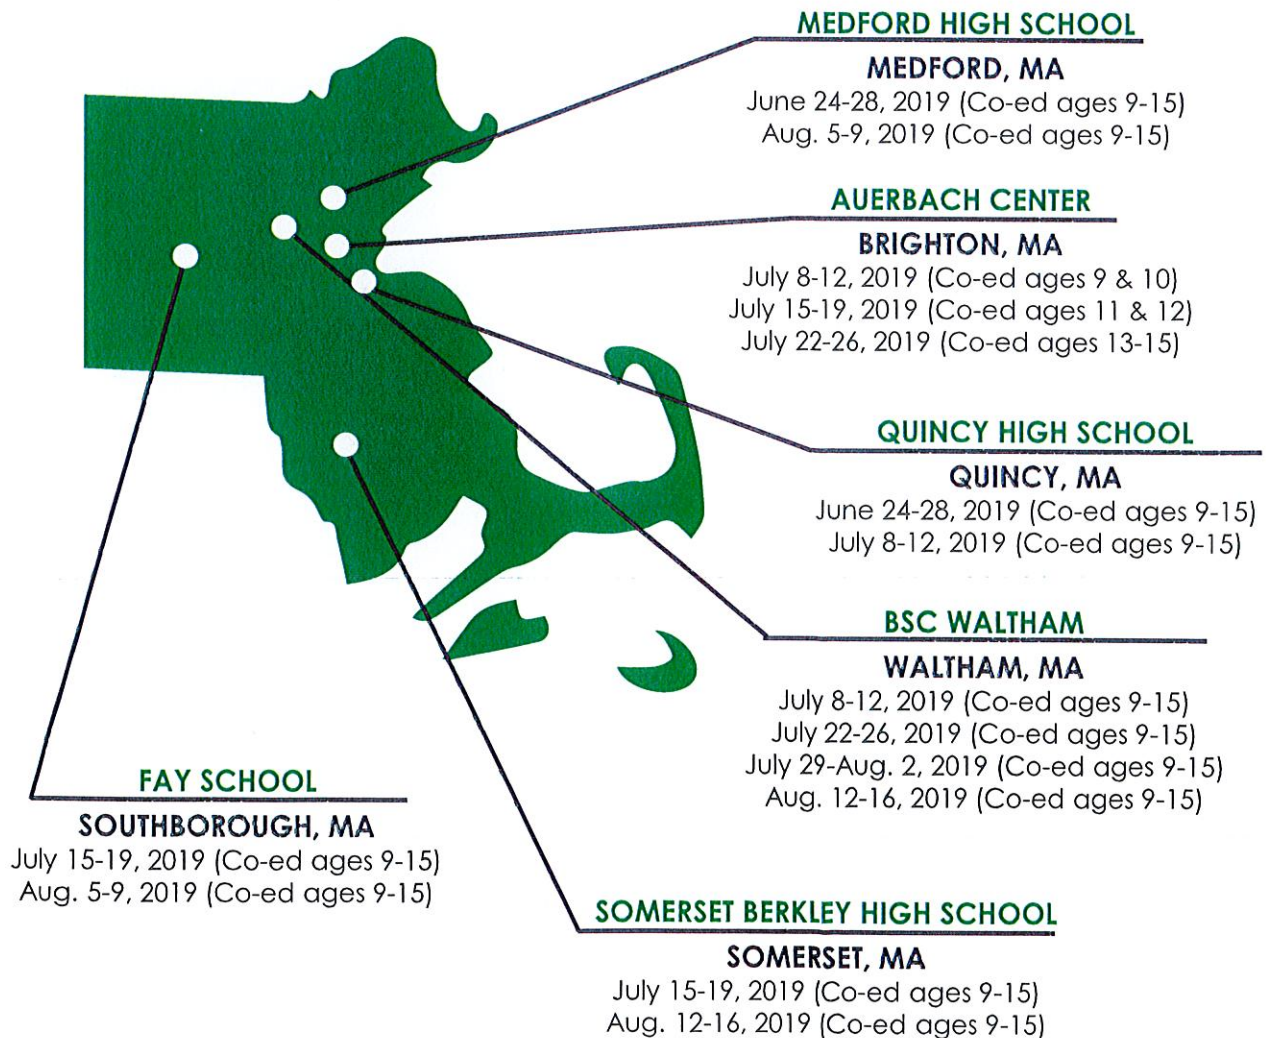 MEDFORD HIGH SCHOOL
MEDFORD, MA
June 24-28, 2019 (Co-ed ages 9-15)
Aug. 5-9, 2019 (Co-ed ages 9-15)
AUERBACH CENTER
BRIGHTON, MA
July 8-12, 2019 (Co-ed ages 9 & 10)
July 15-19, 2019 (Co-ed ages 11 & 12)
July 22-26, 2019 (Co-ed ages 13-15)
QUINCY HIGH SCHOOL
QUINCY, MA
June 24-28, 2019 (Co-ed ages 9-15)
July 8-12, 2019 (Co-ed ages 9-15)
BSC WALTHAM
WALTHAM, MA
July 8-12, 2019 (Co-ed ages 9-15)
July 22-26, 2019 (Co-ed ages 9-15)
July 29-Aug. 2, 2019 (Co-ed ages 9-15)
Aug. 12-16, 2019 (Co-ed ages 9-15)
FAY SCHOOL
SOUTHBOROUGH, MA
July 15-19, 2019 (Co-ed ages 9-15)
Aug. 5-9, 2019 (Co-ed ages 9-15)
SOMERSET BERKLEY HIGH SCHOOL
SOMERSET, MA
July 15-19, 2019 (Co-ed ages 9-15)
Aug. 12-16, 2019 (Co-ed ages 9-15)